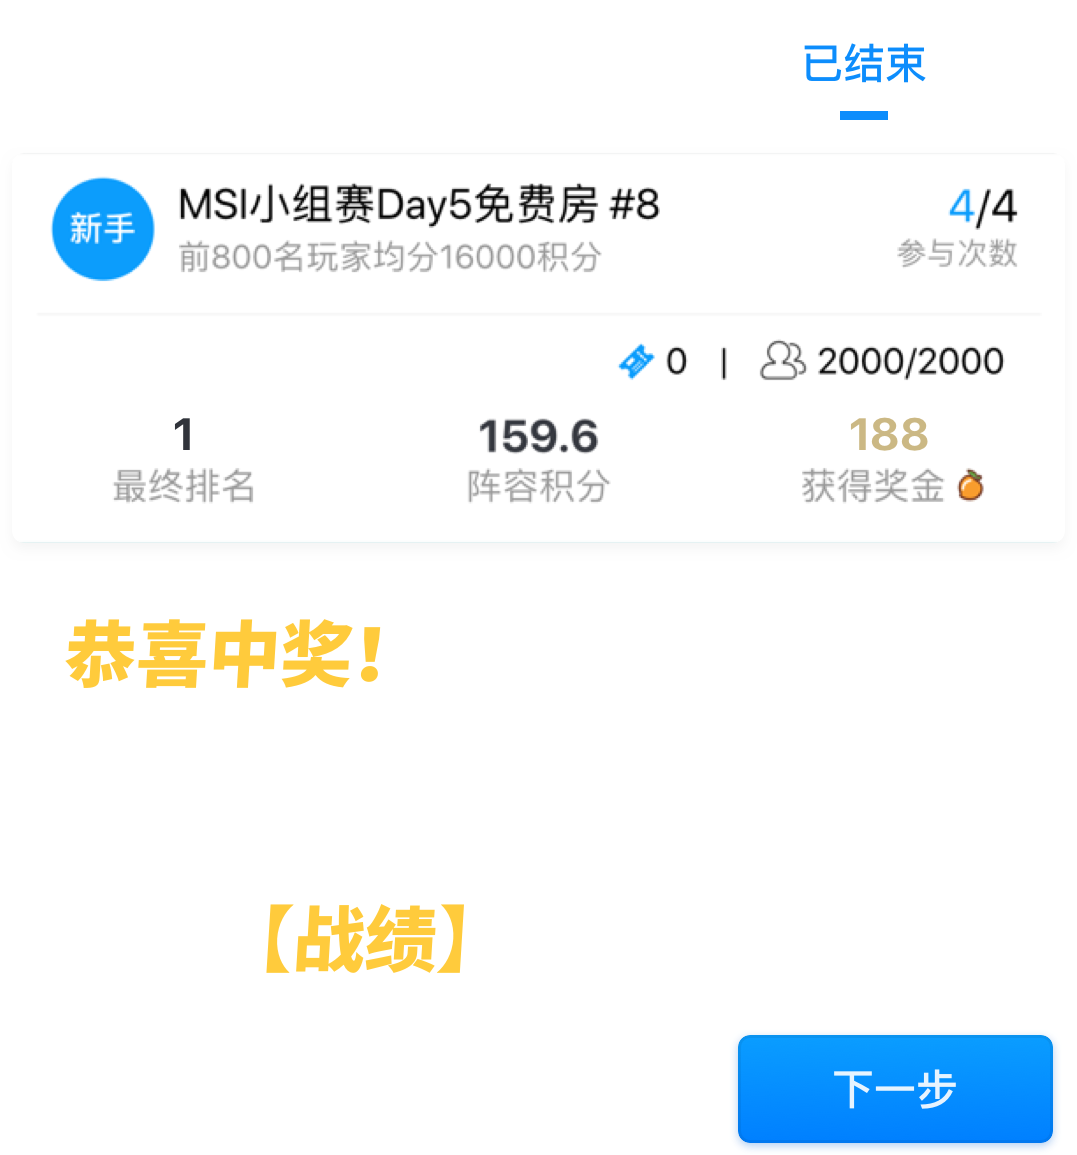 已结束
新手
MSI小组赛Day5免费房 #8
4/4
前800名玩家均分16000积分
参与次数
0 | 2000/2000
1
159.6
188
最终排名
阵容积分
获得奖金
恭喜中奖!
【战绩】
下一步